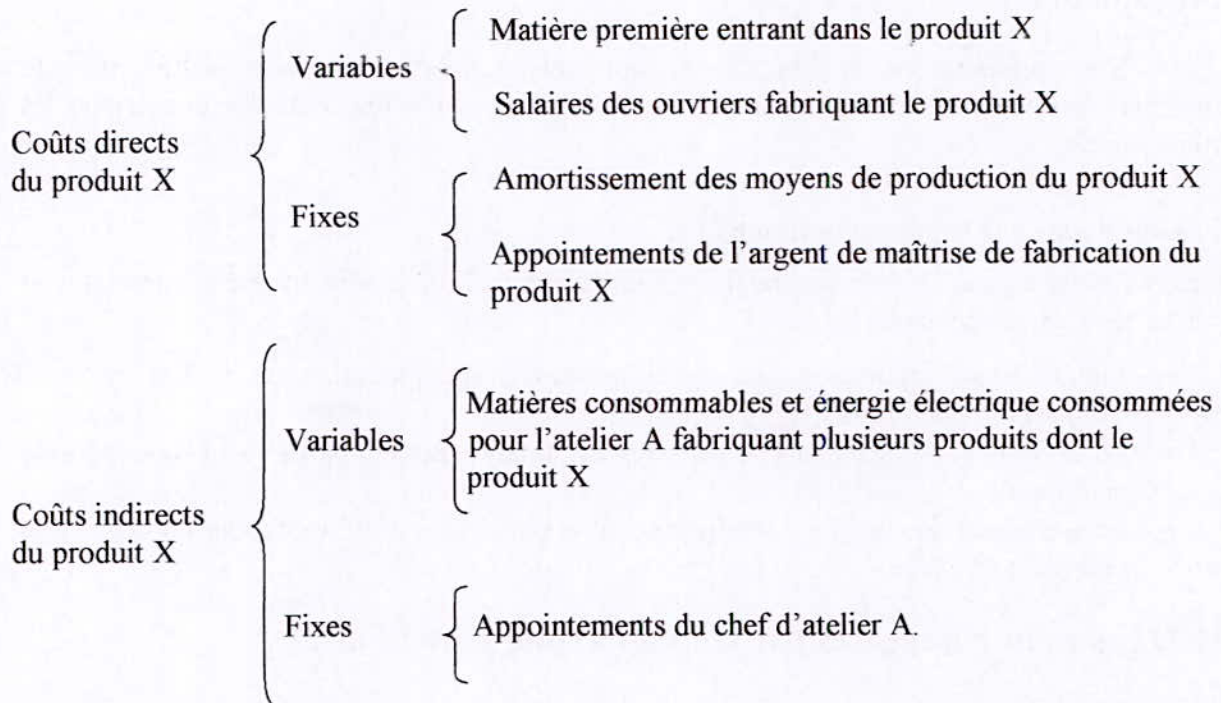 Matière première entrant dans le produit X
Variables
Salaires des ouvriers fabriquant le produit X
Coûts directs
du produit X
Amortissement des moyens de production du produit X
Fixes
Appointements de l'argent de maîtrise de fabrication du
produit X
Matières consommables et énergie électrique consommées
Variables
pour l'atelier A fabriquant plusieurs produits dont le
produit X
Coûts indirects
du produit X
Fixes
Appointements du chef d'atelier A.